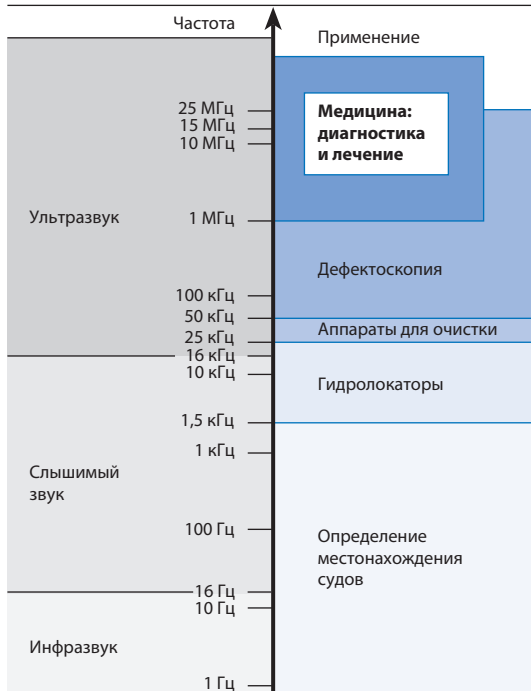 Частота
Применение
25 МГц
15 МГц
10 МГц
Медицина:
диагностика
и лечение
Ультразвук
1 МГц
Дефектоскопия
100 кГц
50 кГц
Аппараты для очистки
25 кГц
16 кГц
10 кГц
Гидролокаторы
1,5 кГц
1 кГц
Слышимый
звук
100 Гц
Определение
местонахождения
судов
16 Гц
10 Гц
Инфразвук
1 Гц